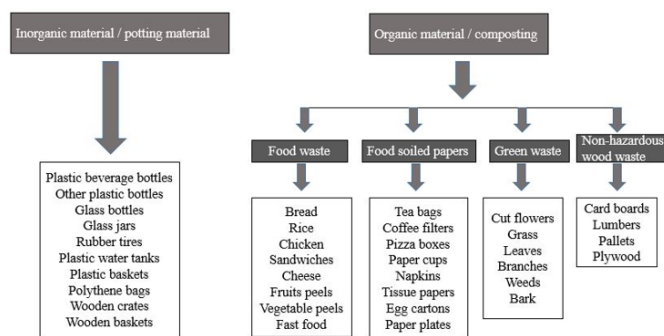 Inorganic material / potting material
Plastic beverage bottles
Other plastic bottles
Glass bottles
Glass jars
Rubber tires
Plastic water tanks
Plastic baskets
Polythene bags
Wooden crates
Wooden baskets
Organic material / composting
Food waste
Bread
Rice
Chicken
Sandwiches
Cheese
Fruits peels
Vegetable peels
Fast food
Food soiled papers
Tea bags
Coffee filters
Pizza boxes
Paper cups
Napkins
Tissue papers
Egg cartons
Paper plates
Green waste
Cut flowers
Grass
Leaves
Branches
Weeds
Bark
Non-hazardous
wood waste
Card boards
Lumbers
Pallets
Plywood